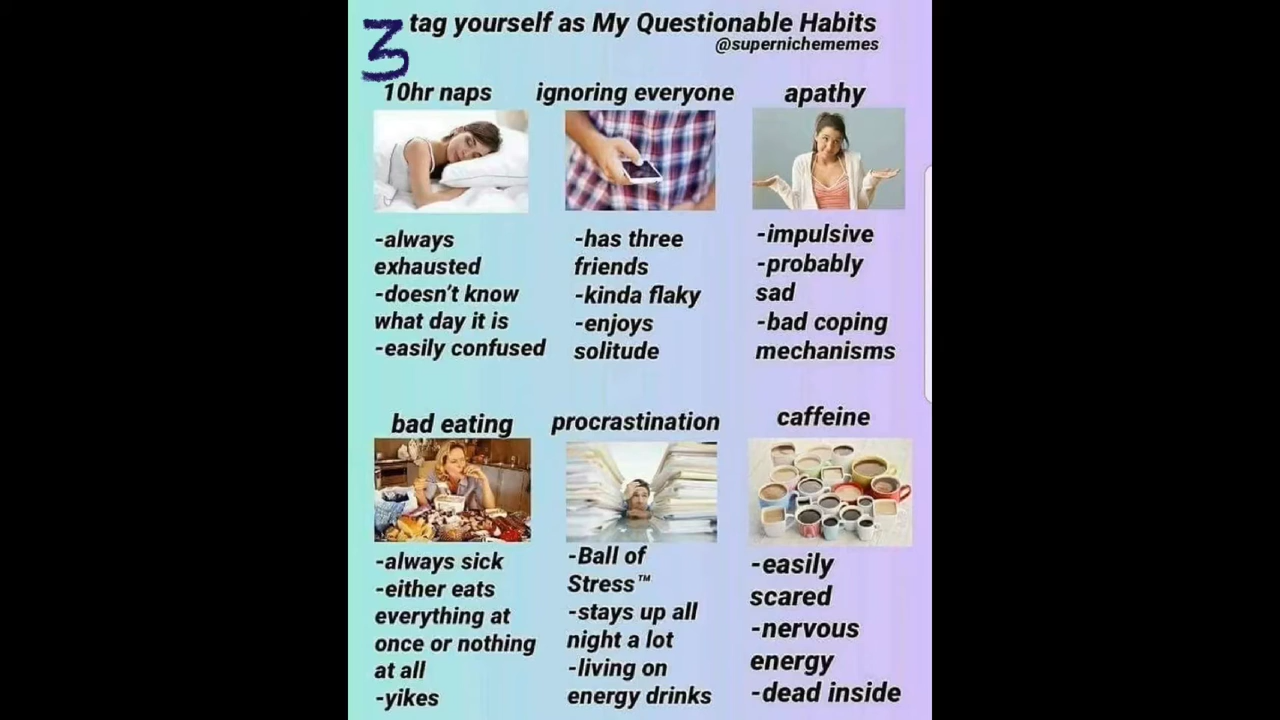 3 tag yourself as My Questionable Habits
@supernichememes
10hr naps
-always
exhausted
-doesn't know
what day it is
-easily confused
ignoring everyone
-has three
friends
-kinda flaky
-enjoys
solitude
apathy
-impulsive
-probably
sad
-bad coping
mechanisms
bad eating
-always sick
-either eats
everything at
once or nothing
at all
-yikes
procrastination
-Ball of
Stress™
-stays up all
night a lot
-living on
energy drinks
caffeine
-easily
scared
-nervous
energy
-dead inside